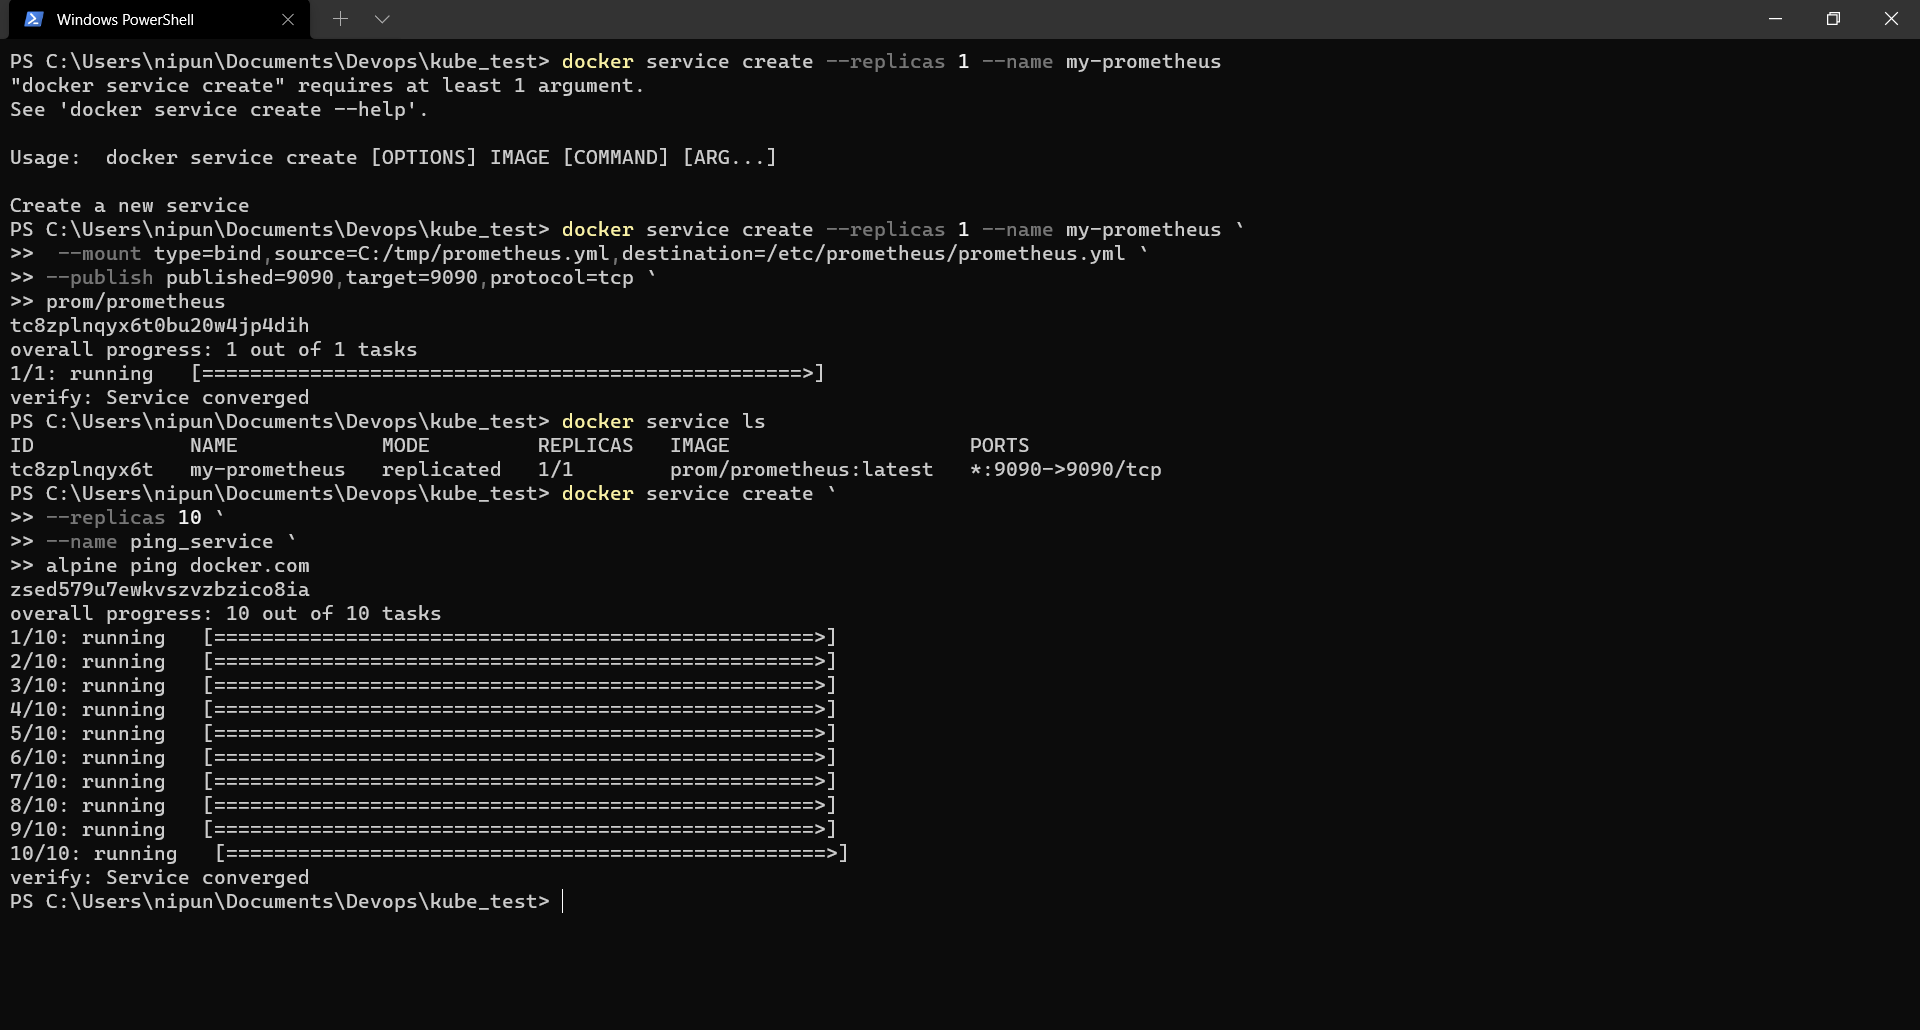 Windows PowerShell
PS C:\Users\nipun\Documents\Devops\kube_test> docker service create --replicas 1 --name my-prometheus
"docker service create" requires at least 1 argument.
See 'docker service create --help'.
Usage:  docker service create [OPTIONS] IMAGE [COMMAND] [ARG...]
Create a new service
PS C:\Users\nipun\Documents\Devops\kube_test> docker service create --replicas 1 --name my-prometheus `
>>  --mount type=bind,source=C:/tmp/prometheus.yml,destination=/etc/prometheus/prometheus.yml `
>> --publish published=9090,target=9090,protocol=tcp `
>> prom/prometheus
tc8zplnqyx6t0bu20w4jp4dih
overall progress: 1 out of 1 tasks
1/1: running   [==================================================>]
verify: Service converged
PS C:\Users\nipun\Documents\Devops\kube_test> docker service ls
ID             NAME            MODE         REPLICAS   IMAGE                    PORTS
tc8zplnqyx6t   my-prometheus   replicated   1/1        prom/prometheus:latest   *:9090->9090/tcp
PS C:\Users\nipun\Documents\Devops\kube_test> docker service create `
>> --replicas 10 `
>> --name ping_service `
>> alpine ping docker.com
zsed579u7ewkvszvzbzico8ia
overall progress: 10 out of 10 tasks
1/10: running   [==================================================>]
2/10: running   [==================================================>]
3/10: running   [==================================================>]
4/10: running   [==================================================>]
5/10: running   [==================================================>]
6/10: running   [==================================================>]
7/10: running   [==================================================>]
8/10: running   [==================================================>]
9/10: running   [==================================================>]
10/10: running   [==================================================>]
verify: Service converged
PS C:\Users\nipun\Documents\Devops\kube_test>